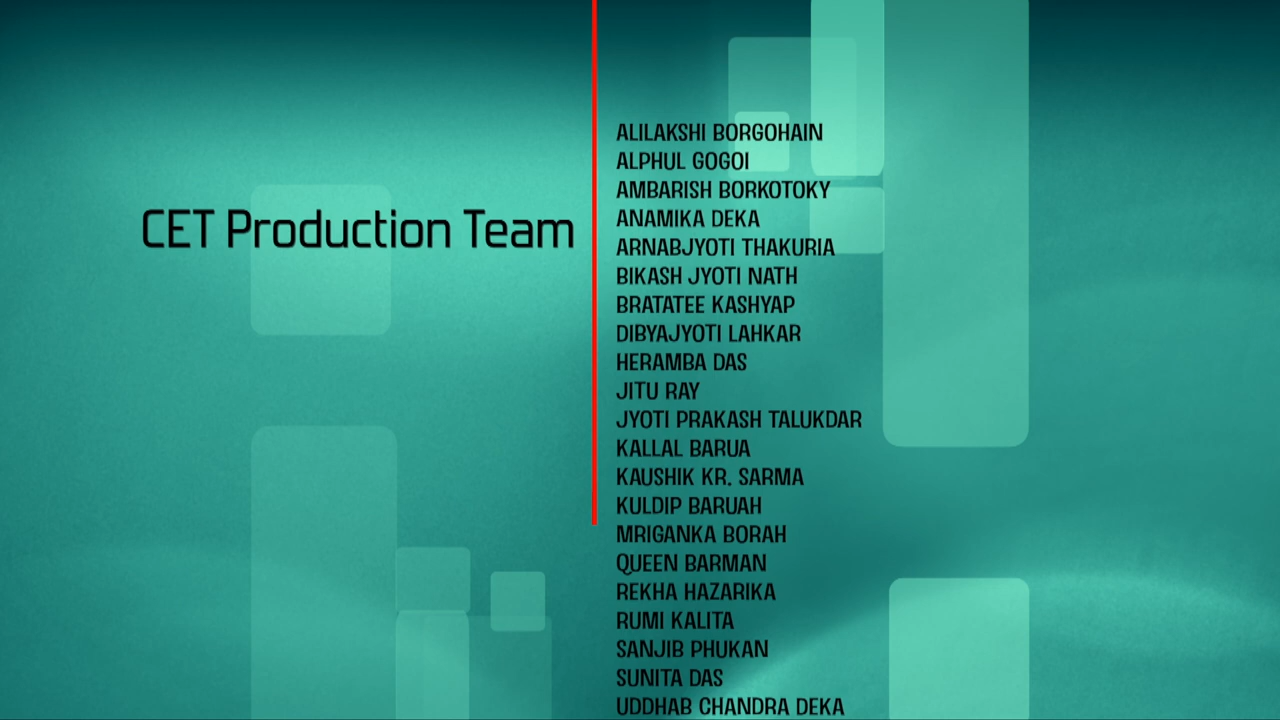 CET Production Team
ALILAKSHI BORGOHAIN
ALPHUL GOGOI
AMBARISH BORKOTOKY
ANAMIKA DEKA
ARNABJYOTI THAKURIA
BIKASH JYOTI NATH
BRATATEE KASHYAP
DIBYAJYOTI LAHKAR
HERAMBA DAS
JITU RAY
JYOTI PRAKASH TALUKDAR
KALLAL BARUA
KAUSHIK KR. SARMA
KULDIP BARUAH
MRIGANKA BORAH
QUEEN BARMAN
REKHA HAZARIKA
RUMI KALITA
SANJIB PHUKAN
SUNITA DAS
UDDHAB CHANDRA DEKA